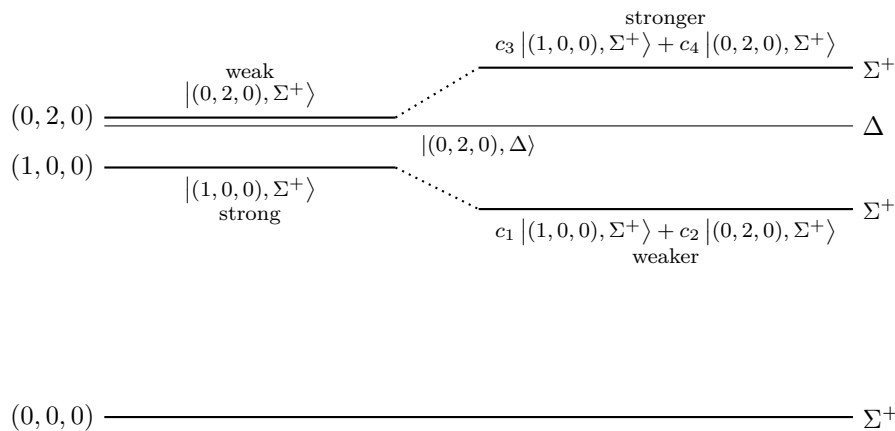 stronger
c₃ |(1, 0, 0), Σ⁺⟩ + c₄ |(0, 2, 0), Σ⁺⟩
Σ⁺
weak
|(0, 2, 0), Σ⁺⟩
(0, 2, 0)
Δ
|(0, 2, 0), Δ⟩
(1, 0, 0)
|(1, 0, 0), Σ⁺⟩
strong
Σ⁺
c₁ |(1, 0, 0), Σ⁺⟩ + c₂ |(0, 2, 0), Σ⁺⟩
weaker
(0, 0, 0)
Σ⁺